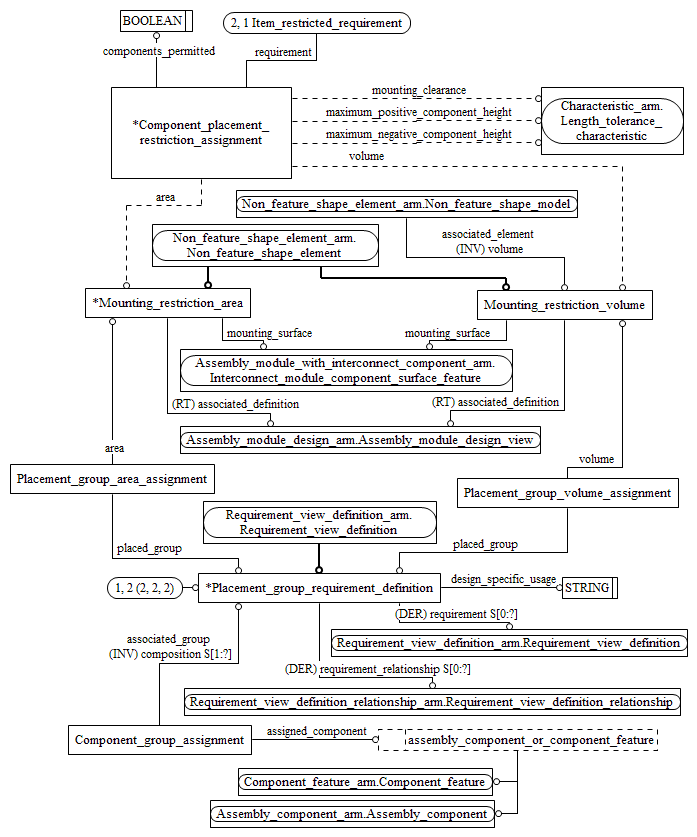 BOOLEAN
2, 1 Item_restricted_requirement
components_permitted
requirement
*Component_placement_
restriction_assignment
mounting_clearance
maximum_positive_component_height
maximum_negative_component_height
volume
Characteristic_arm.
Length_tolerance_
characteristic
area
Non_feature_shape_element_arm.Non_feature_shape_model
Non_feature_shape_element_arm.
Non_feature_shape_element
associated_element
(INV) volume
*Mounting_restriction_area
Mounting_restriction_volume
mounting_surface
mounting_surface
Assembly_module_with_interconnect_component_arm.
Interconnect_module_component_surface_feature
(RT) associated_definition
(RT) associated_definition
Assembly_module_design_arm.Assembly_module_design_view
area
volume
Placement_group_area_assignment
Placement_group_volume_assignment
Requirement_view_definition_arm.
Requirement_view_definition
placed_group
placed_group
1, 2 (2, 2, 2)
*Placement_group_requirement_definition
design_specific_usage
STRING
(DER) requirement S[0:?]
Requirement_view_definition_arm.Requirement_view_definition
associated_group
(INV) composition S[1:?]
(DER) requirement_relationship S[0:?]
Requirement_view_definition_relationship_arm.Requirement_view_definition_relationship
Component_group_assignment
assigned_component
assembly_component_or_component_feature
Component_feature_arm.Component_feature
Assembly_component_arm.Assembly_component